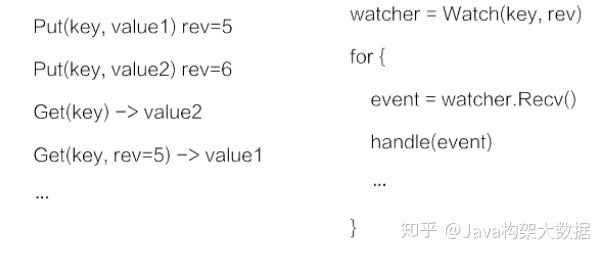 Put(key, value1) rev=5
Put(key, value2) rev=6
Get(key) -> value2
Get(key, rev=5) -> value1
...
watcher = Watch(key, rev)
for {
event = watcher.Recv()
handle(event)
...
}
知乎 @Java构架大数据